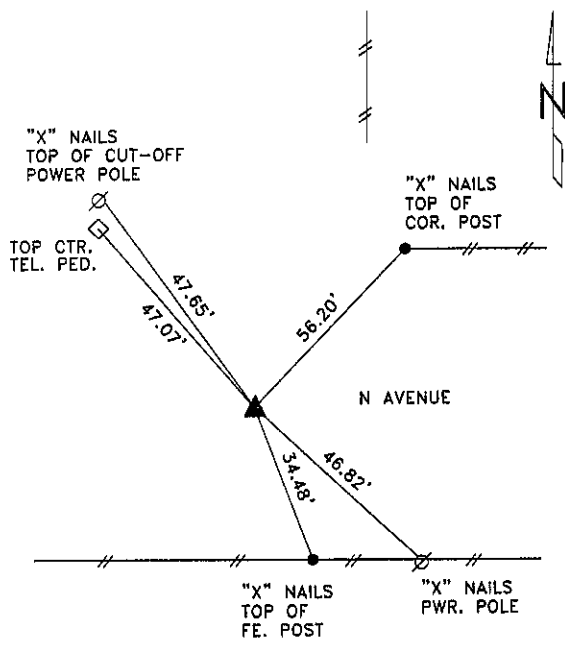 N
"X" NAILS
TOP OF CUT-OFF
POWER POLE
"X" NAILS
TOP OF
COR. POST
TOP CTR.
TEL. PED.
47.65'
47.07'
56.20'
N AVENUE
34.48'
46.82'
"X" NAILS
TOP OF
FE. POST
"X" NAILS
PWR. POLE